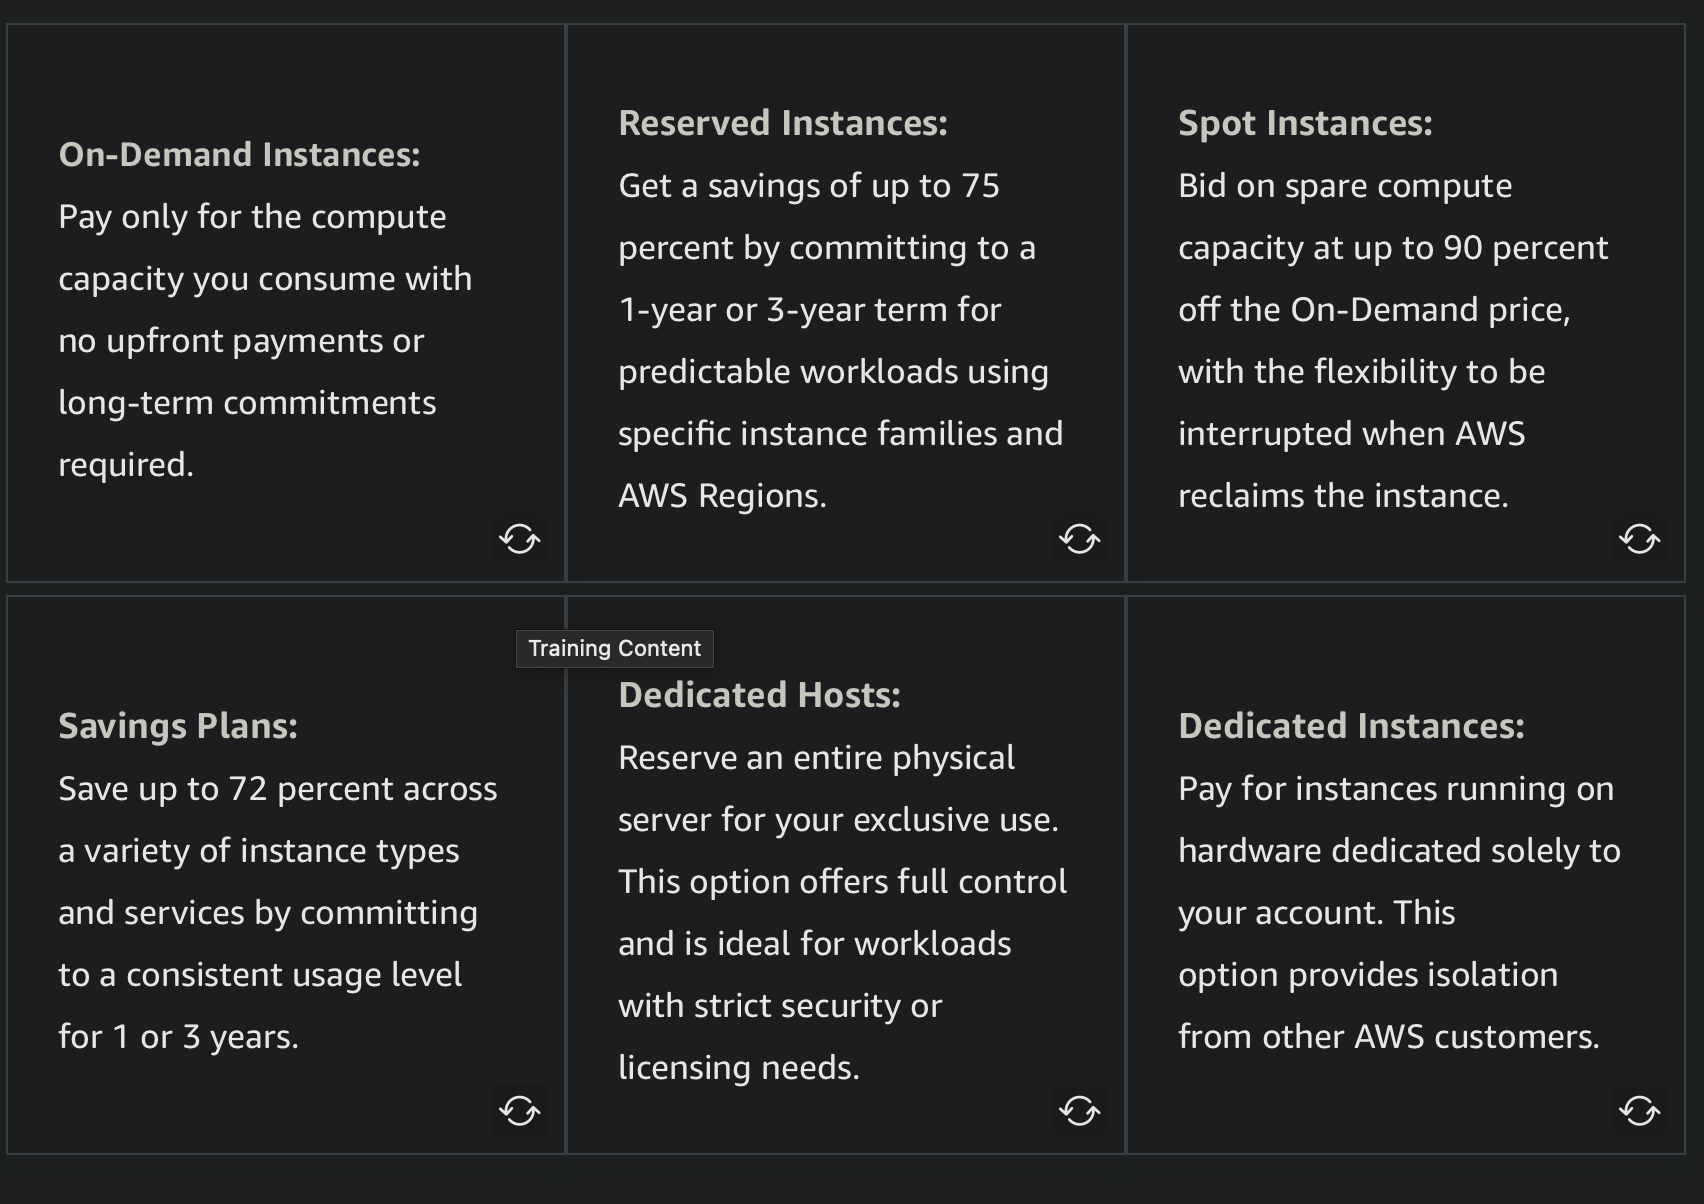 On-Demand Instances:
Pay only for the compute
capacity you consume with
no upfront payments or
long-term commitments
required.
Reserved Instances:
Get a savings of up to 75
percent by committing to a
1-year or 3-year term for
predictable workloads using
specific instance families and
AWS Regions.
Spot Instances:
Bid on spare compute
capacity at up to 90 percent
off the On-Demand price,
with the flexibility to be
interrupted when AWS
reclaims the instance.
Training Content
Savings Plans:
Save up to 72 percent across
a variety of instance types
and services by committing
to a consistent usage level
for 1 or 3 years.
Dedicated Hosts:
Reserve an entire physical
server for your exclusive use.
This option offers full control
and is ideal for workloads
with strict security or
licensing needs.
Dedicated Instances:
Pay for instances running on
hardware dedicated solely to
your account. This
option provides isolation
from other AWS customers.